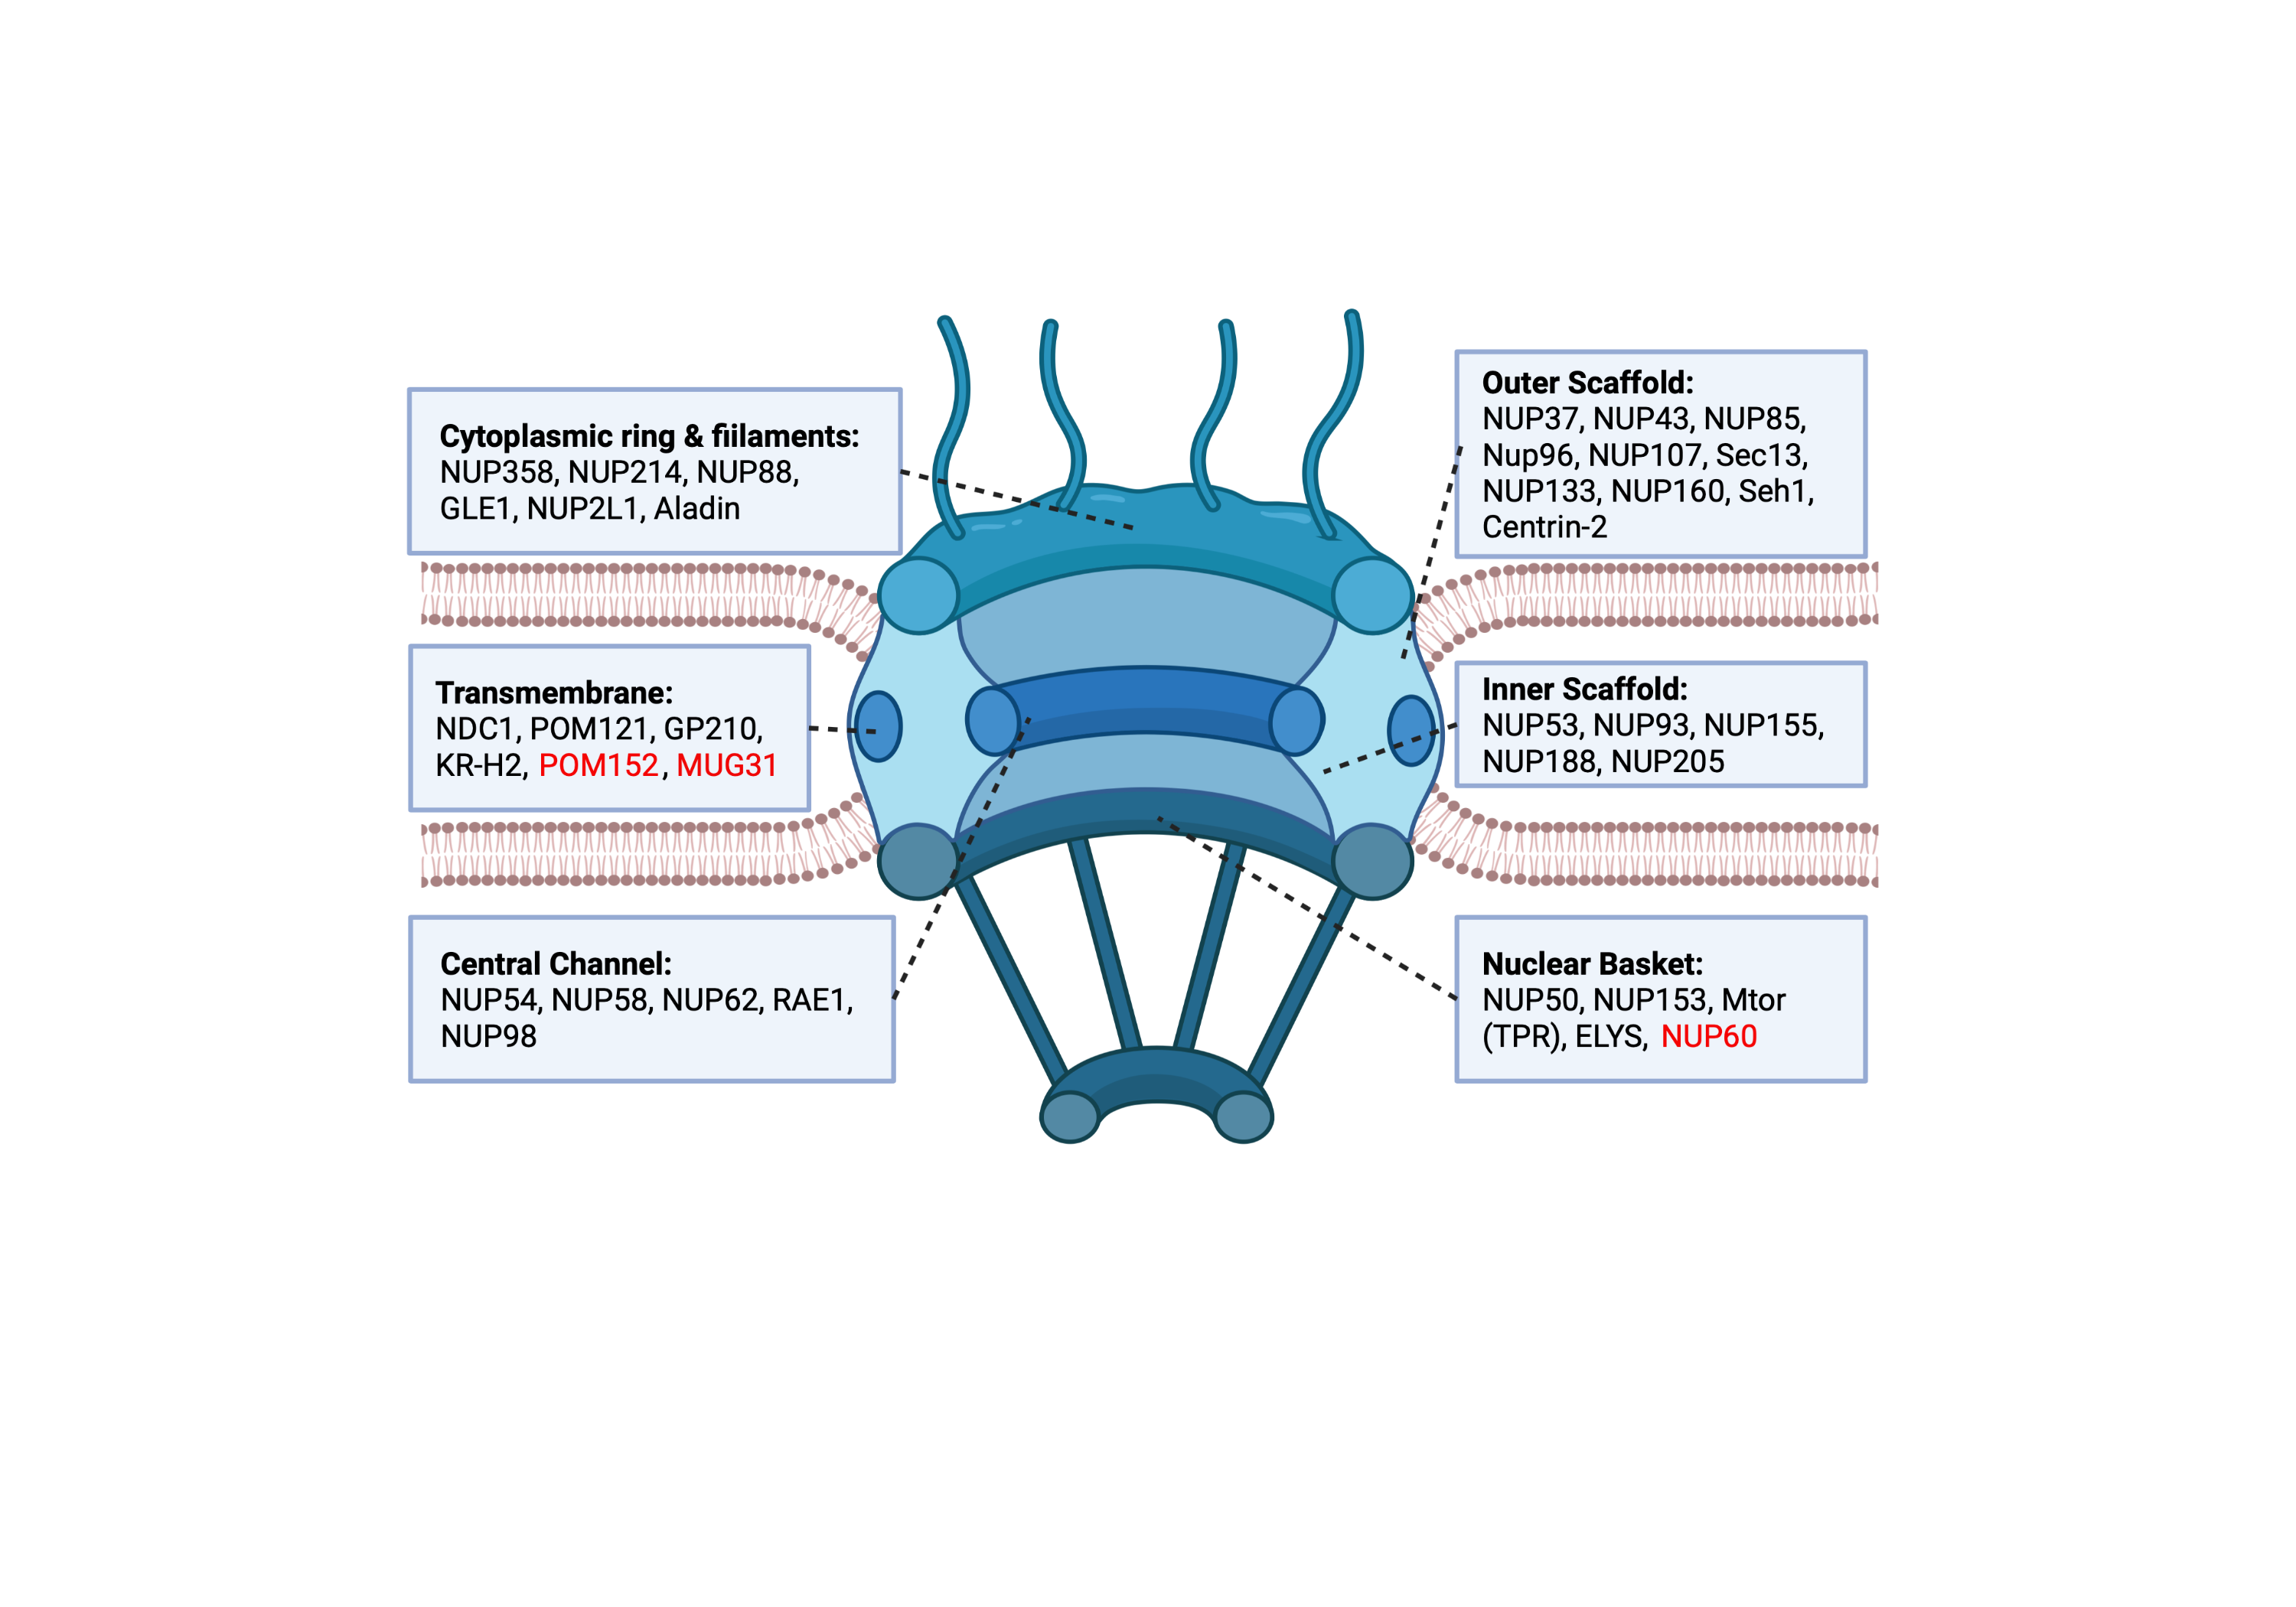 Cytoplasmic ring & fiilaments:
NUP358, NUP214, NUP88,
GLE1, NUP2L1, Aladin
Transmembrane:
NDC1, POM121, GP210,
KR-H2, POM152, MUG31
Central Channel:
NUP54, NUP58, NUP62, RAE1,
NUP98
Outer Scaffold:
NUP37, NUP43, NUP85,
Nup96, NUP107, Sec13,
NUP133, NUP160, Seh1,
Centrin-2
Inner Scaffold:
NUP53, NUP93, NUP155,
NUP188, NUP205
Nuclear Basket:
NUP50, NUP153, Mtor
(TPR), ELYS, NUP60